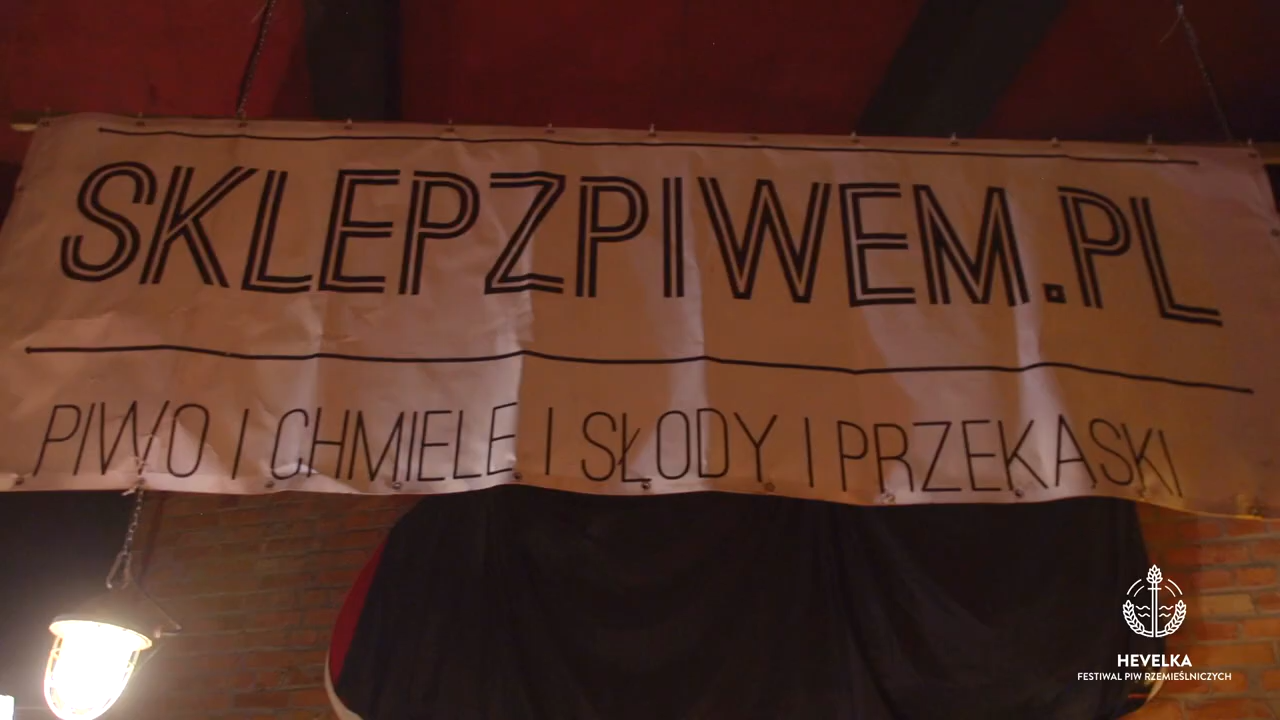 SKLEPZPIWEM.PL
PIWO | CHMIELE | SŁODY | PRZEKĄSKI
HEVELKA
FESTIWAL PIW RZEMIEŚLNICZYCH